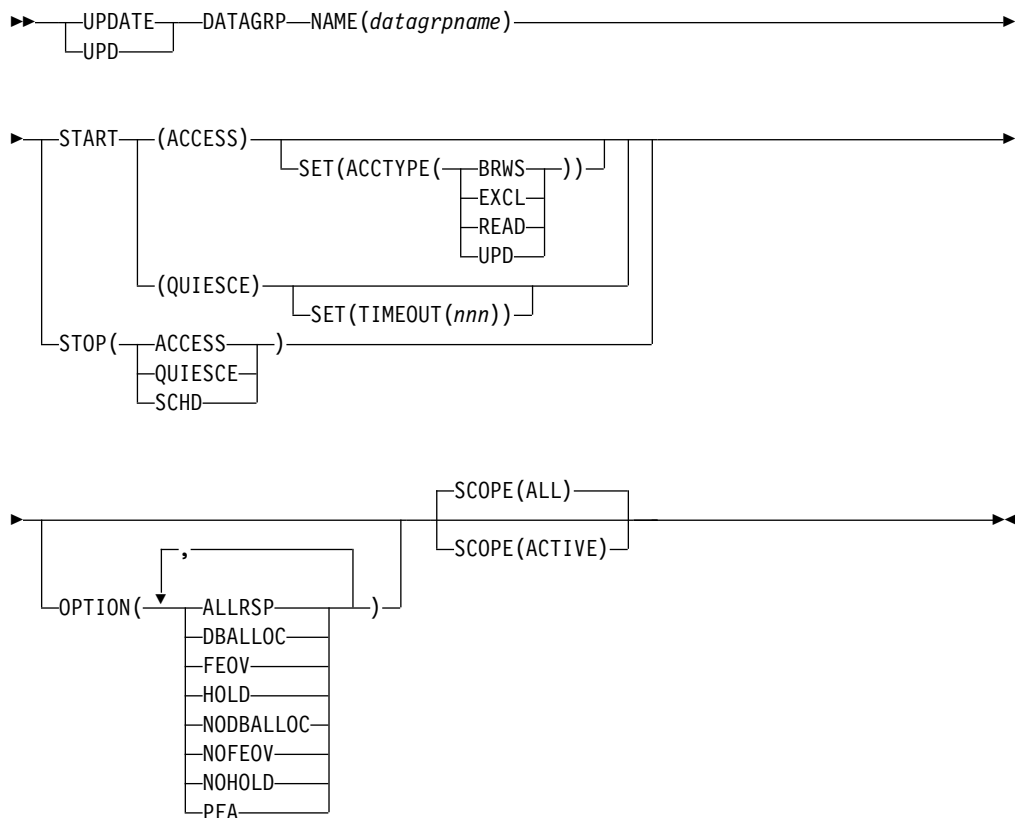 UPDATE DATAGRP NAME(datagrpname)
UPD
START (ACCESS)
SET(ACCTYPE( BRWS ))
EXCL
READ
UPD
(QUIESCE)
SET(TIMEOUT(nnn))
STOP( ACCESS )
QUIESCE
SCHD
SCOPE(ALL)
SCOPE(ACTIVE)
,
OPTION( ALLRSP )
DBALLOC
FEOV
HOLD
NODBALLOC
NOFEOV
NOHOLD
PFA